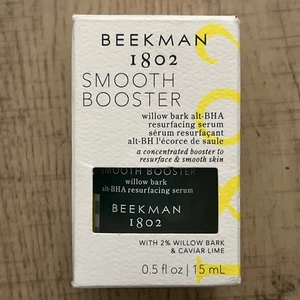 BEEKMAN
1802
SMOOTH
BOOSTER
willow bark alt-BHA
resurfacing serum
sérum resurfaçant
alt-BH l'écorce de saule
a concentrated booster to
resurface & smooth skin
SMOOTH BOOSTER
willow bark
alt-BHA resurfacing serum
BEEKMAN
1802
WITH 2% WILLOW BARK
& CAVIAR LIME
0.5 fl oz | 15 mL